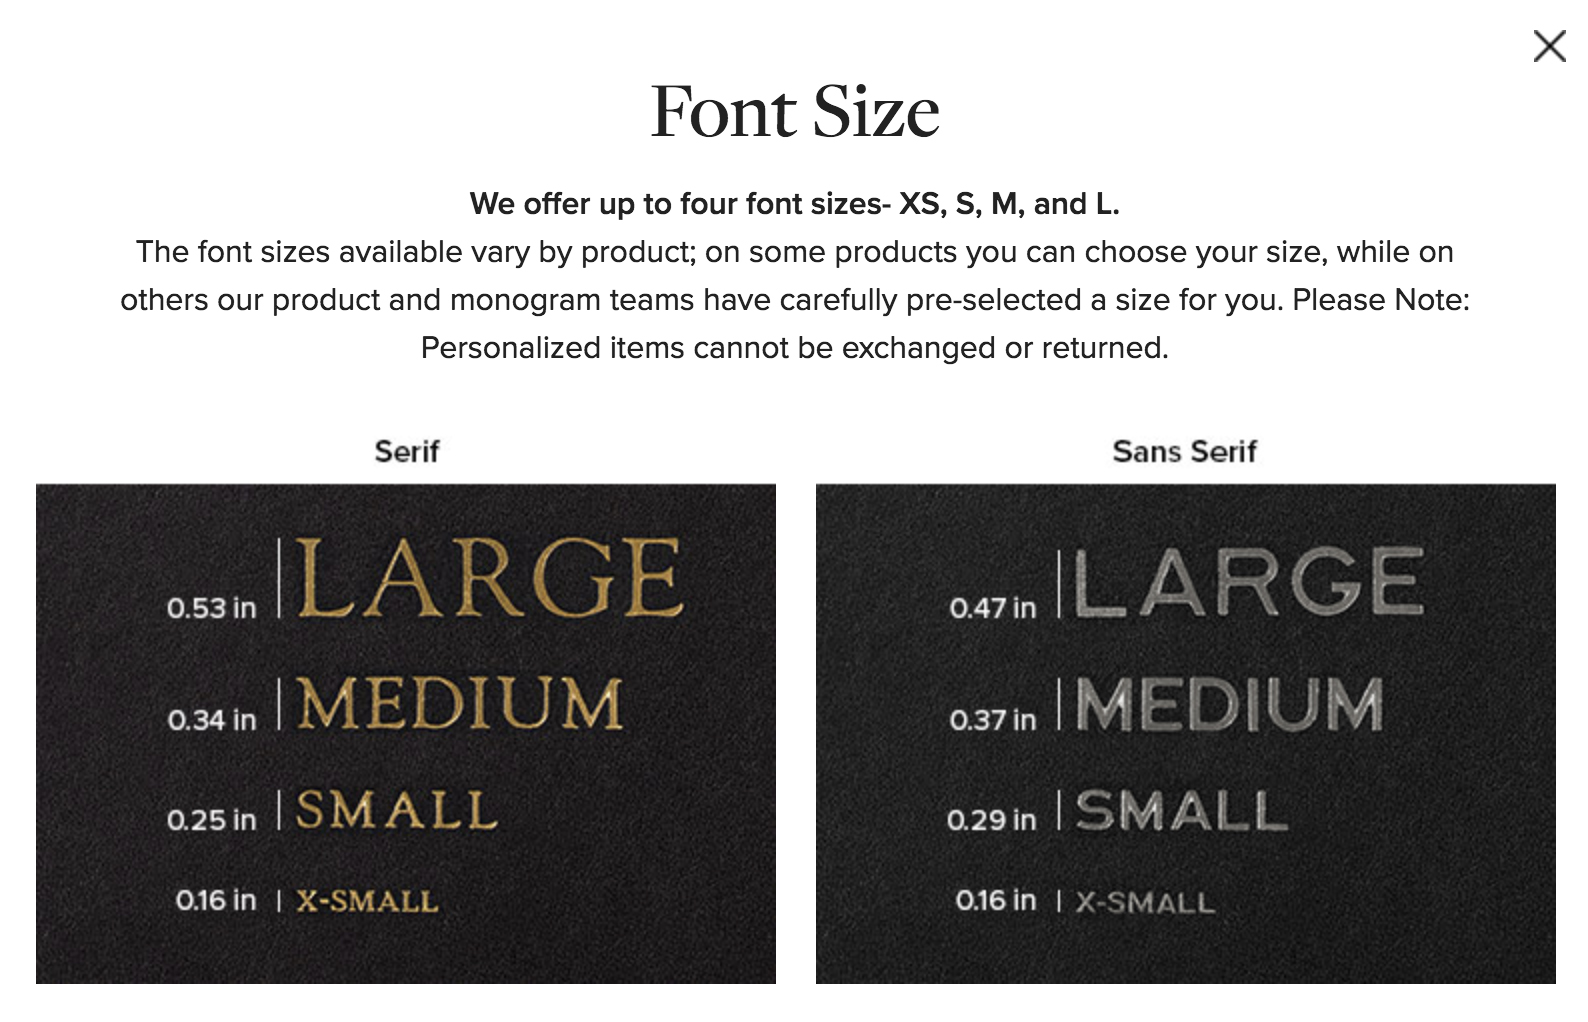 Font Size
We offer up to four font sizes- XS, S, M, and L.
The font sizes available vary by product; on some products you can choose your size, while on
others our product and monogram teams have carefully pre-selected a size for you. Please Note:
Personalized items cannot be exchanged or returned.
Serif
0.53 in LARGE
0.34 in MEDIUM
0.25 in SMALL
0.16 in X-SMALL
Sans Serif
0.47 in LARGE
0.37 in MEDIUM
0.29 in SMALL
0.16 in X-SMALL